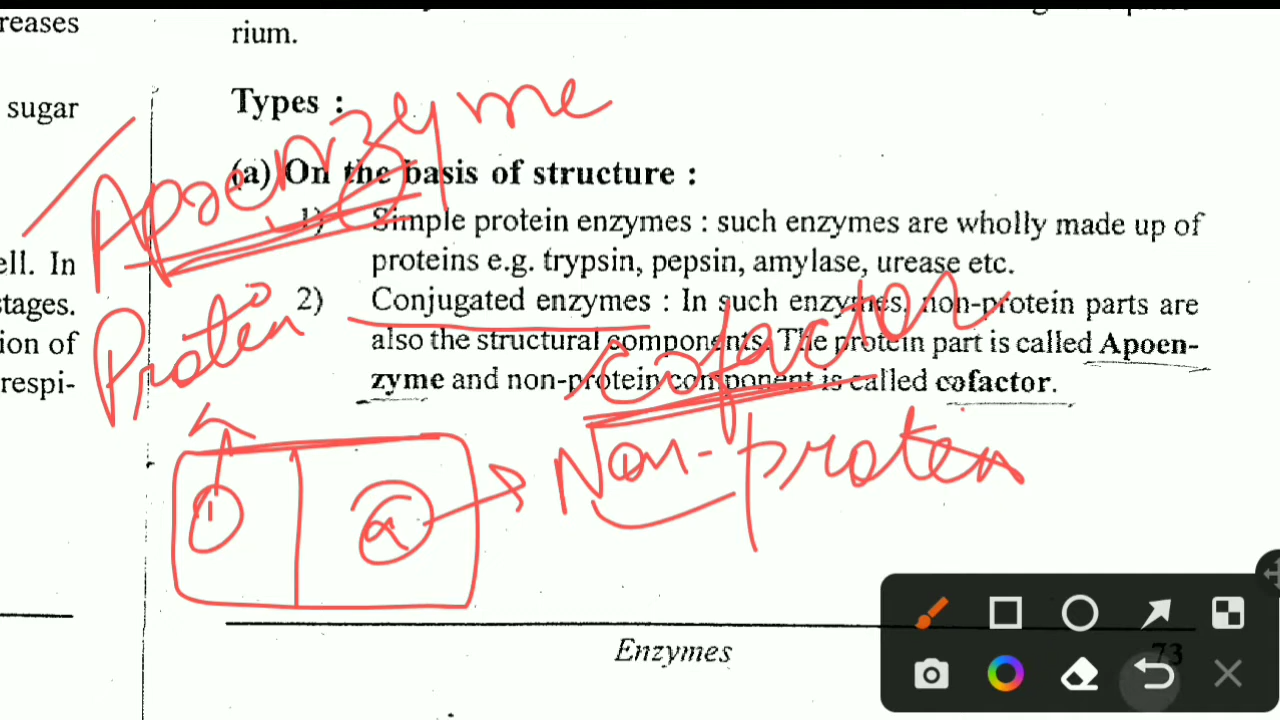 reases
rium.
sugar
Types :
Apoenzyme
(a) On the basis of structure :
1) Simple protein enzymes : such enzymes are wholly made up of
ell. In
proteins e.g. trypsin, pepsin, amylase, urease etc.
stages.
Protein
2) Conjugated enzymes : In such enzymes, non-protein parts are
ion of
also the structural components. The protein part is called Apoen-
respi-
zyme and non-protein component is called cofactor.
Cofactor
Non-protein
1
2
Enzymes
73